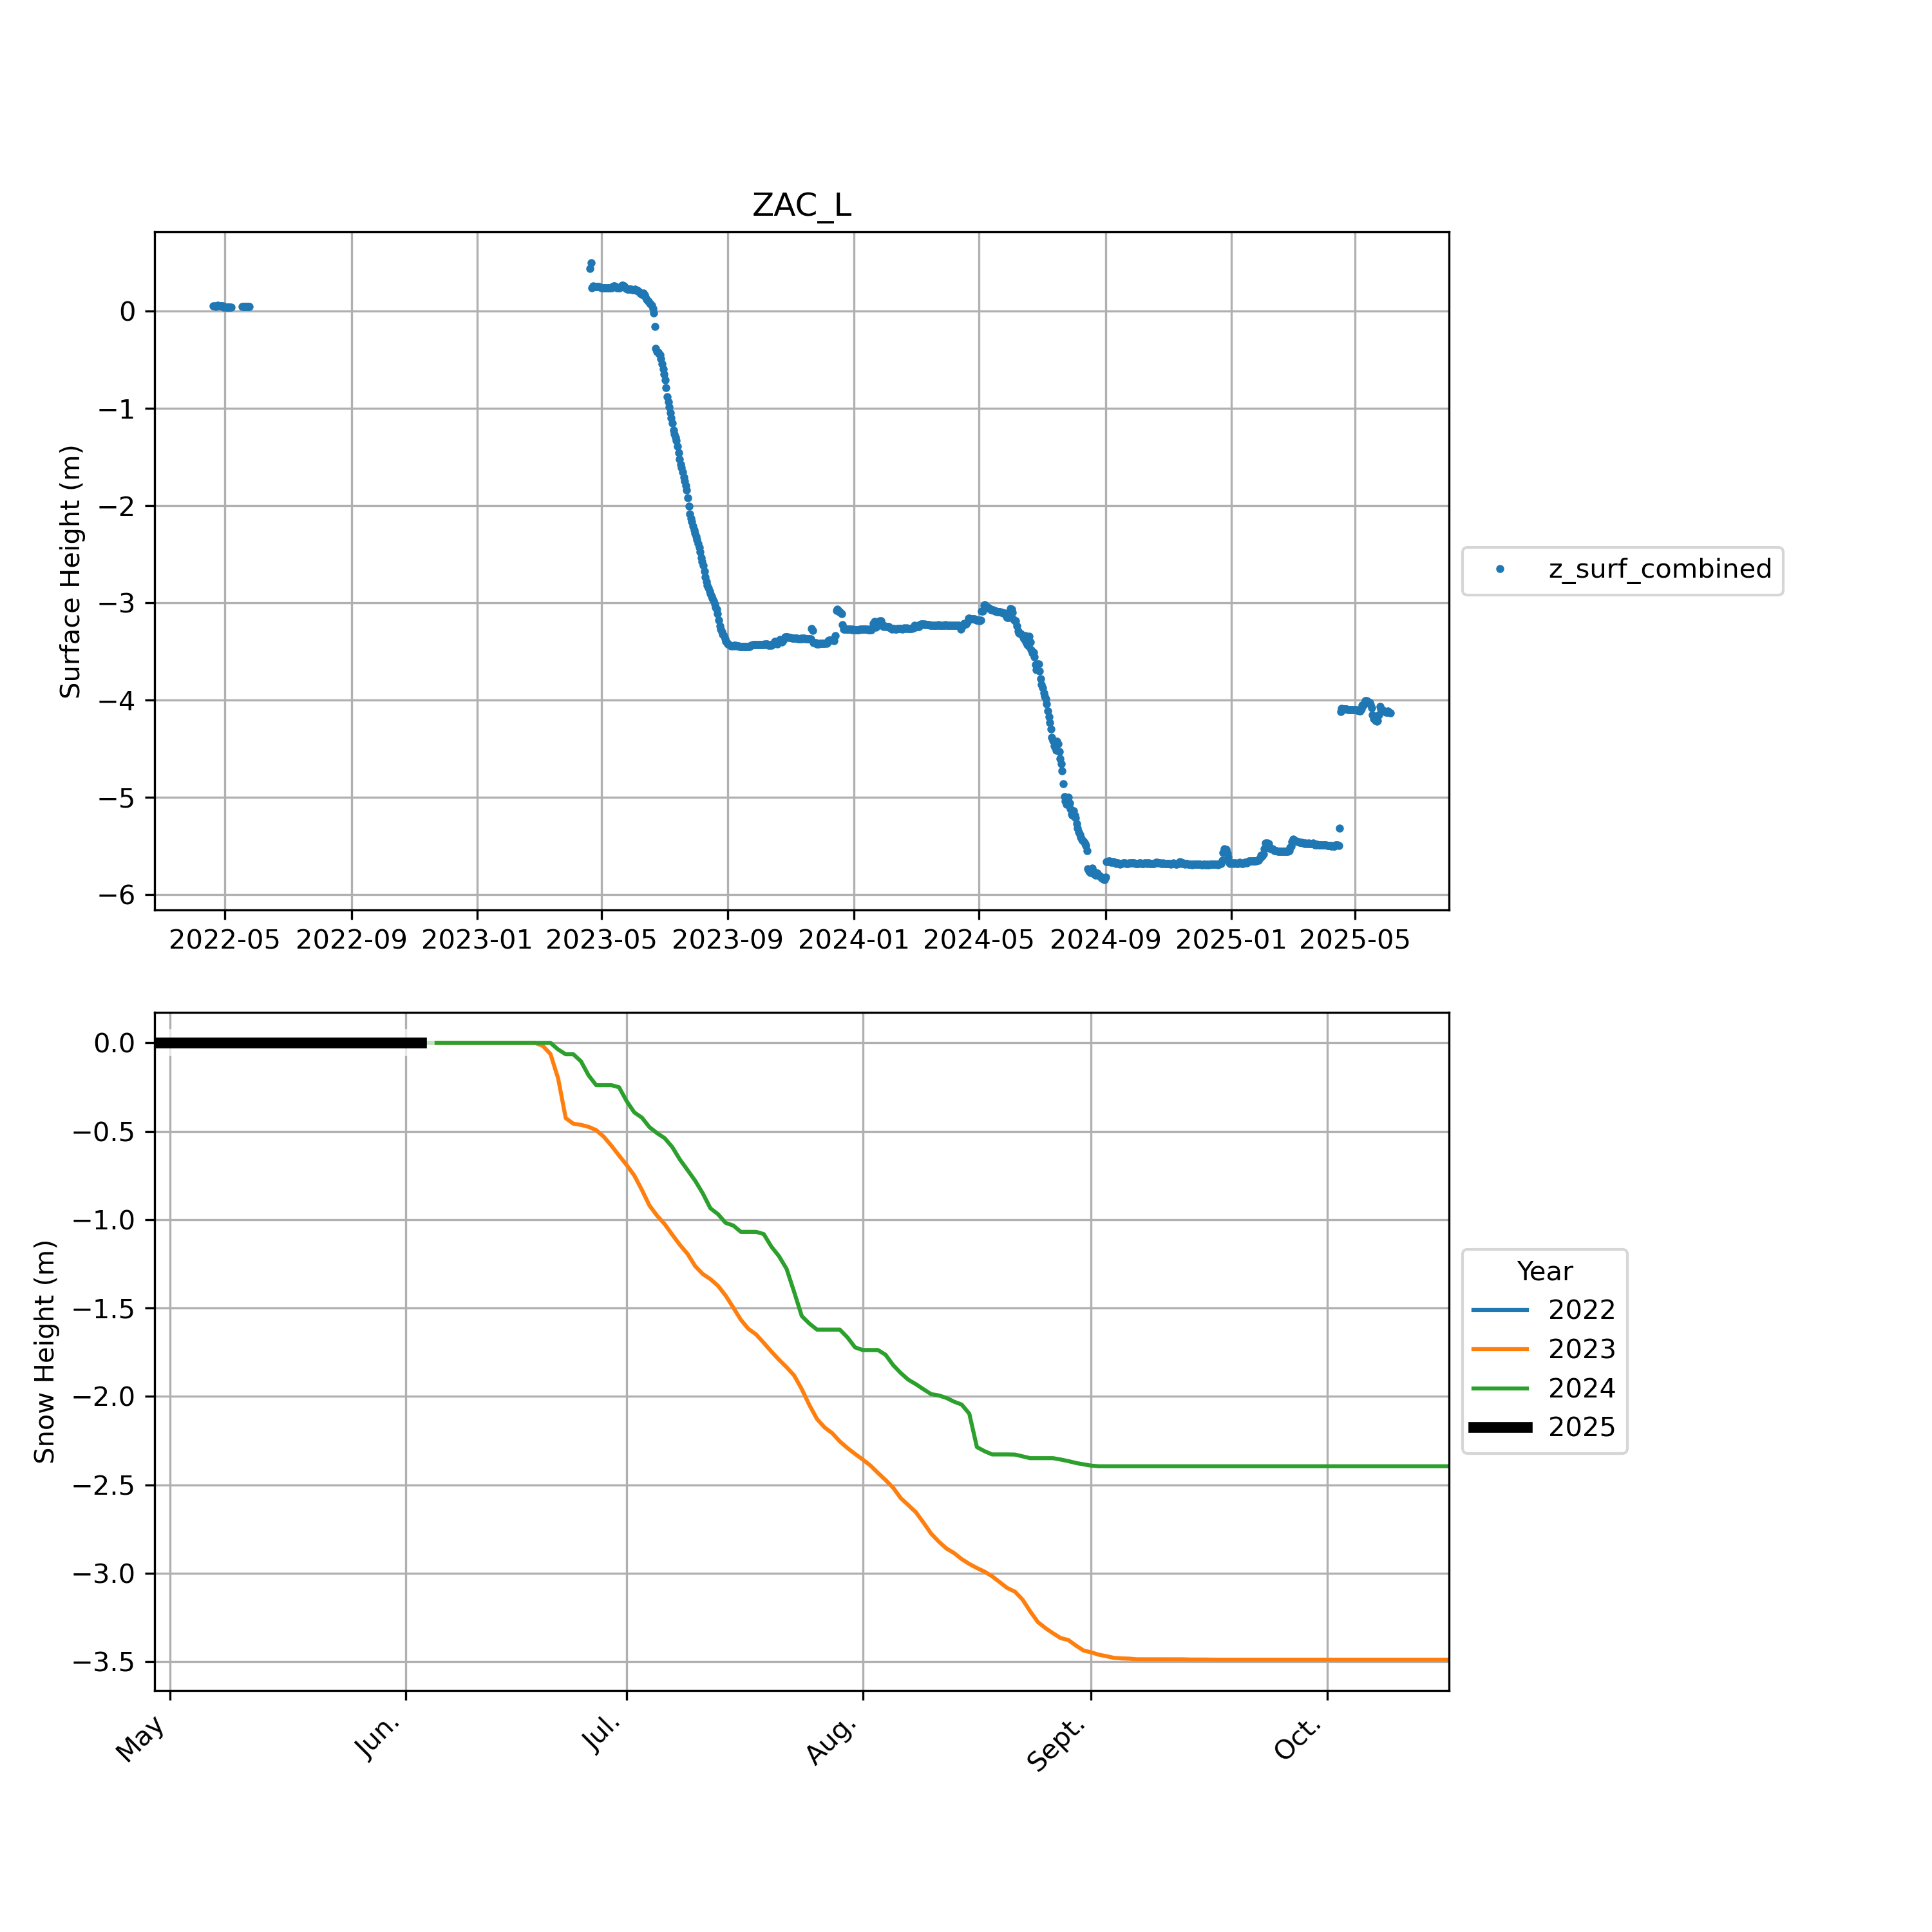 ZAC_L
Surface Height (m)
0
−1
−2
−3
−4
−5
−6
2022-05 2022-09 2023-01 2023-05 2023-09 2024-01 2024-05 2024-09 2025-01 2025-05
z_surf_combined
Snow Height (m)
0.0
−0.5
−1.0
−1.5
−2.0
−2.5
−3.0
−3.5
May Jun. Jul. Aug. Sept. Oct.
Year
2022
2023
2024
2025